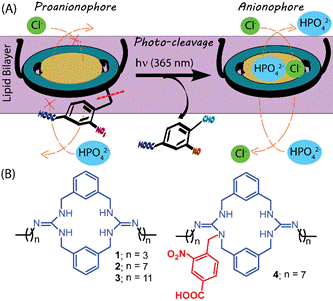 (A)
Proanionophore
Anionophore
Cl⁻
Cl⁻
HPO₄²⁻
Photo-cleavage
hν (365 nm)
Lipid Bilayer
HPO₄²⁻
Cl⁻
HOOC
NO₂
CHO
HOOC
NO
HPO₄²⁻
Cl⁻
HPO₄²⁻
(B)
N
NH
HN
N
NH
HN
n
n
1; n = 3
2; n = 7
3; n = 11
N
NH
N
HN
N
HN
n
n
O₂N
COOH
4; n = 7